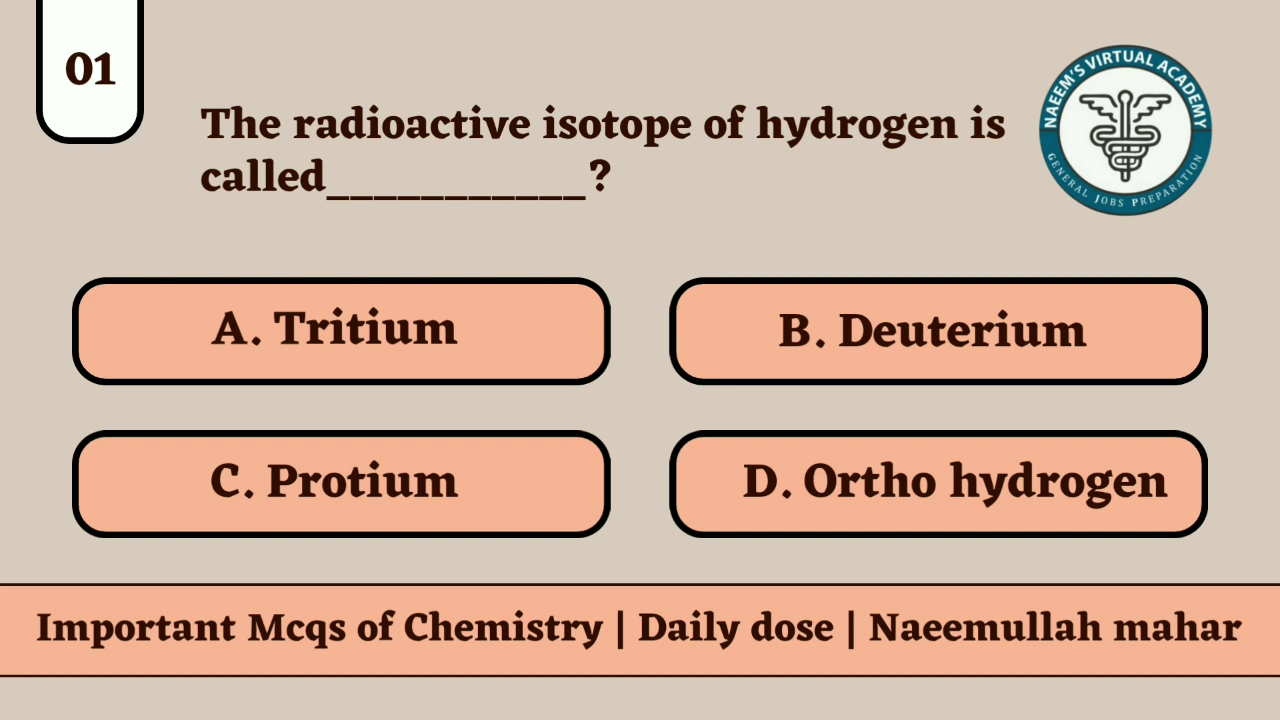 01
The radioactive isotope of hydrogen is
called___________?
NAEEM'S VIRTUAL ACADEMY
GENERAL JOBS PREPARATION
A. Tritium
B. Deuterium
C. Protium
D. Ortho hydrogen
Important Mcqs of Chemistry | Daily dose | Naeemullah mahar